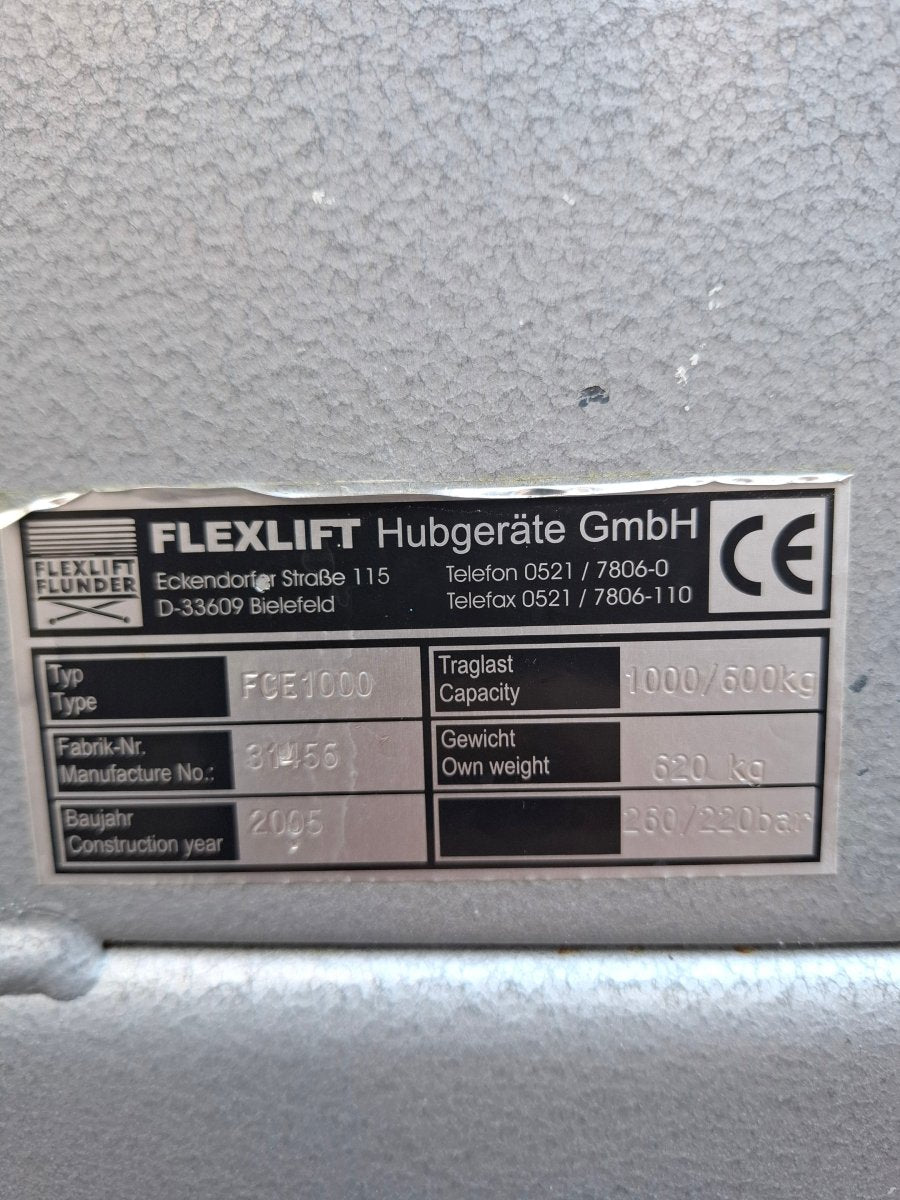 FLEXLIFT
FLUNDER
FLEXLIFT Hubgeräte GmbH
Eckendorfer Straße 115
D-33609 Bielefeld
Telefon 0521 / 7806-0
Telefax 0521 / 7806-110
CE
Typ
Type
FCE1000
Traglast
Capacity
1000/600kg
Fabrik-Nr.
Manufacture No.:
31456
Gewicht
Own weight
620 kg
Baujahr
Construction year
2005
260/220bar